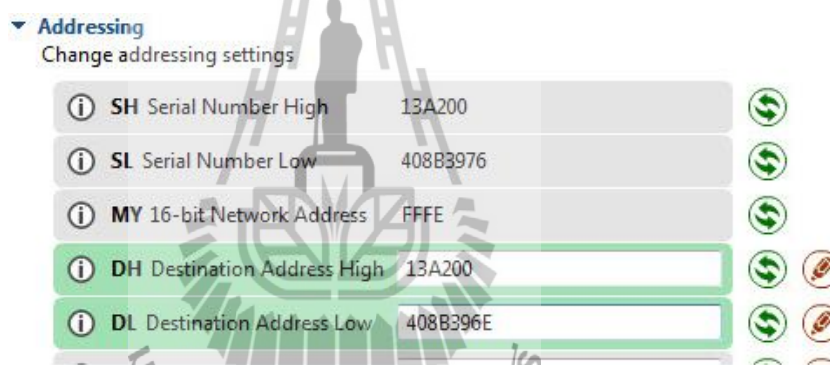 Addressing
Change addressing settings
SH Serial Number High 13A200
SL Serial Number Low 408B3976
MY 16-bit Network Address FFFE
DH Destination Address High 13A200
DL Destination Address Low 408B396E